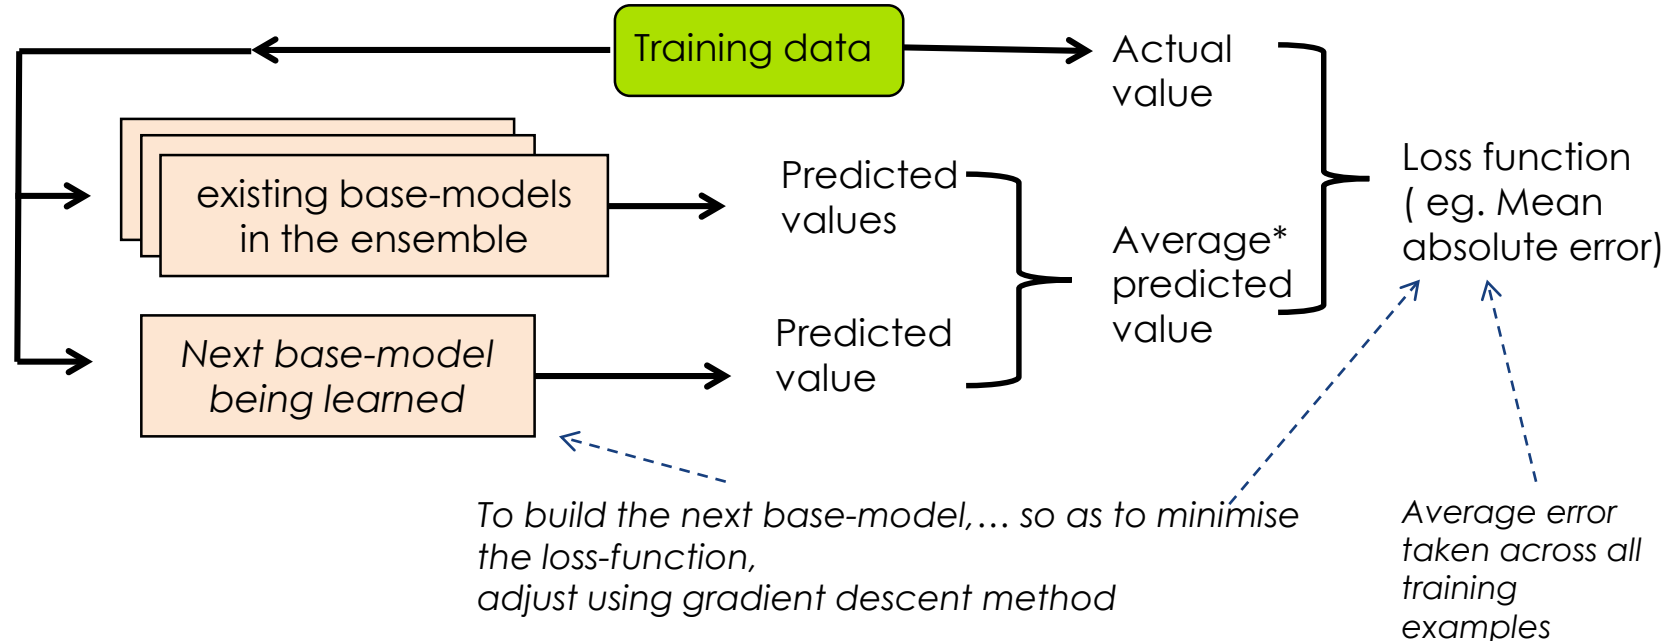 Training data
Actual
value
existing base-models
in the ensemble
Predicted
values
Next base-model
being learned
Predicted
value
Average*
predicted
value
Loss function
( eg. Mean
absolute error)
To build the next base-model,... so as to minimise
the loss-function,
adjust using gradient descent method
Average error
taken across all
training
examples